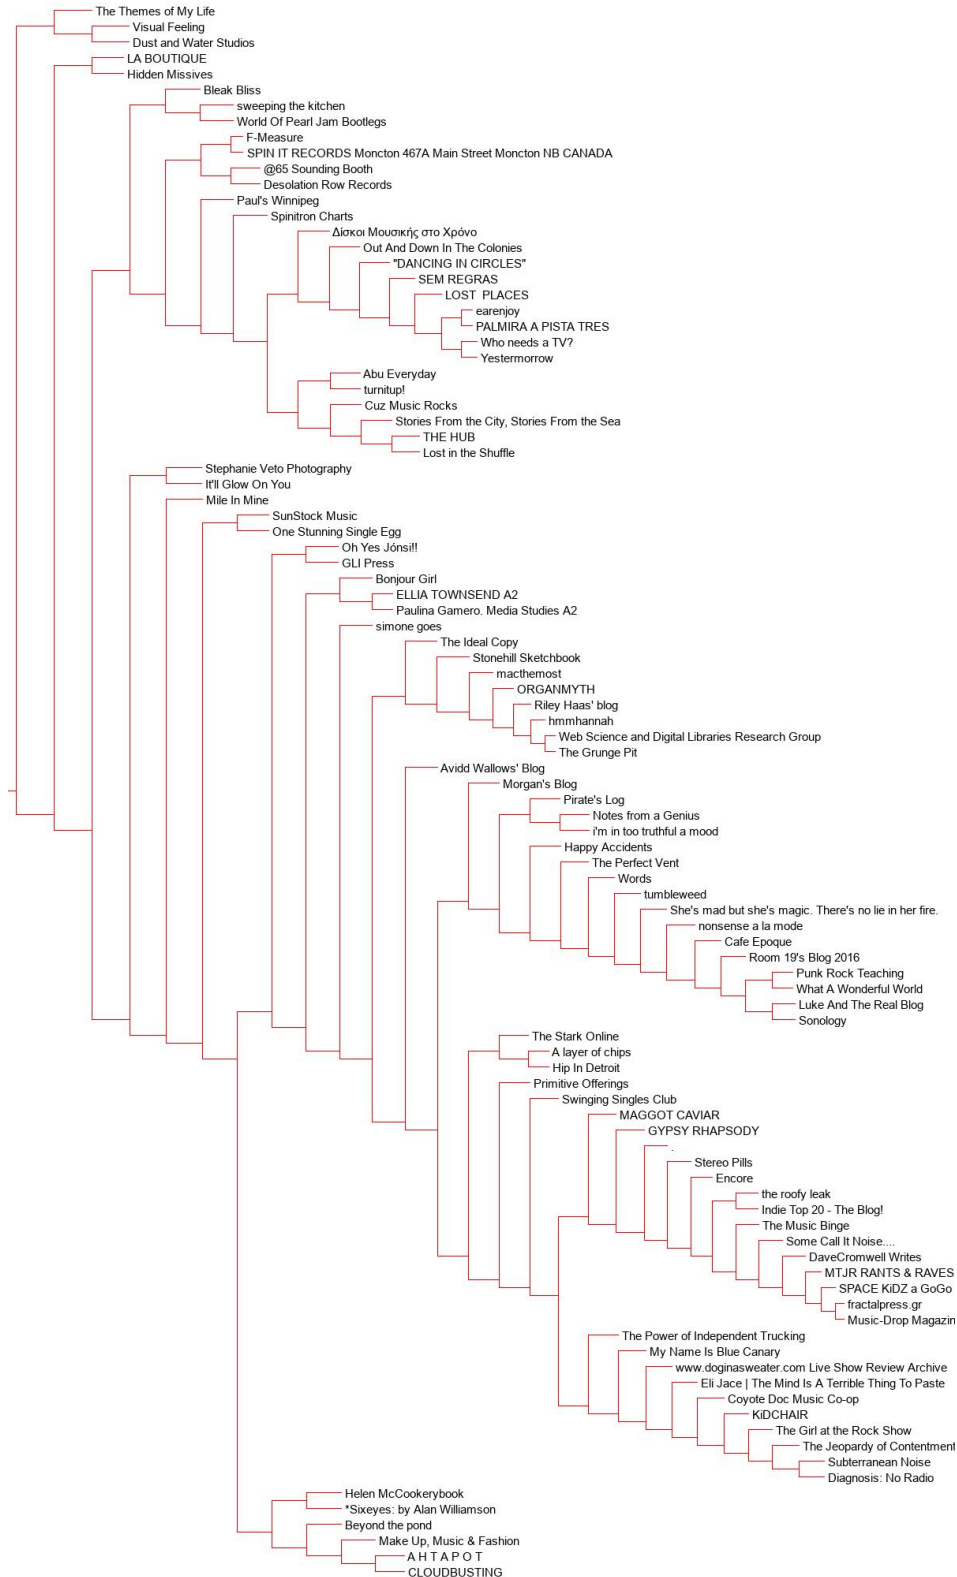 The Themes of My Life
Visual Feeling
Dust and Water Studios
LA BOUTIQUE
Hidden Missives
Bleak Bliss
sweeping the kitchen
World Of Pearl Jam Bootlegs
F-Measure
SPIN IT RECORDS Moncton 467A Main Street Moncton NB CANADA
@65 Sounding Booth
Desolation Row Records
Paul's Winnipeg
Spinitron Charts
Δίσκοι Μουσικής στο Χρόνο
Out And Down In The Colonies
"DANCING IN CIRCLES"
SEM REGRAS
LOST  PLACES
earenjoy
PALMIRA A PISTA TRES
Who needs a TV?
Yestermorrow
Abu Everyday
turnitup!
Cuz Music Rocks
Stories From the City, Stories From the Sea
THE HUB
Lost in the Shuffle
Stephanie Veto Photography
It'll Glow On You
Mile In Mine
SunStock Music
One Stunning Single Egg
Oh Yes Jónsi!!
GLI Press
Bonjour Girl
ELLIA TOWNSEND A2
Paulina Gamero. Media Studies A2
simone goes
The Ideal Copy
Stonehill Sketchbook
macthemost
ORGANMYTH
Riley Haas' blog
hmmhannah
Web Science and Digital Libraries Research Group
The Grunge Pit
Avidd Wallows' Blog
Morgan's Blog
Pirate's Log
Notes from a Genius
i'm in too truthful a mood
Happy Accidents
The Perfect Vent
Words
tumbleweed
She's mad but she's magic. There's no lie in her fire.
nonsense a la mode
Cafe Epoque
Room 19's Blog 2016
Punk Rock Teaching
What A Wonderful World
Luke And The Real Blog
Sonology
The Stark Online
A layer of chips
Hip In Detroit
Primitive Offerings
Swinging Singles Club
MAGGOT CAVIAR
GYPSY RHAPSODY
.
Stereo Pills
Encore
the roofy leak
Indie Top 20 - The Blog!
The Music Binge
Some Call It Noise....
DaveCromwell Writes
MTJR RANTS & RAVES
SPACE KiDZ a GoGo
fractalpress.gr
Music-Drop Magazin
The Power of Independent Trucking
My Name Is Blue Canary
www.doginasweater.com Live Show Review Archive
Eli Jace | The Mind Is A Terrible Thing To Paste
Coyote Doc Music Co-op
KiDCHAIR
The Girl at the Rock Show
The Jeopardy of Contentment
Subterranean Noise
Diagnosis: No Radio
Helen McCookerybook
*Sixeyes: by Alan Williamson
Beyond the pond
Make Up, Music & Fashion
A H T A P O T
CLOUDBUSTING